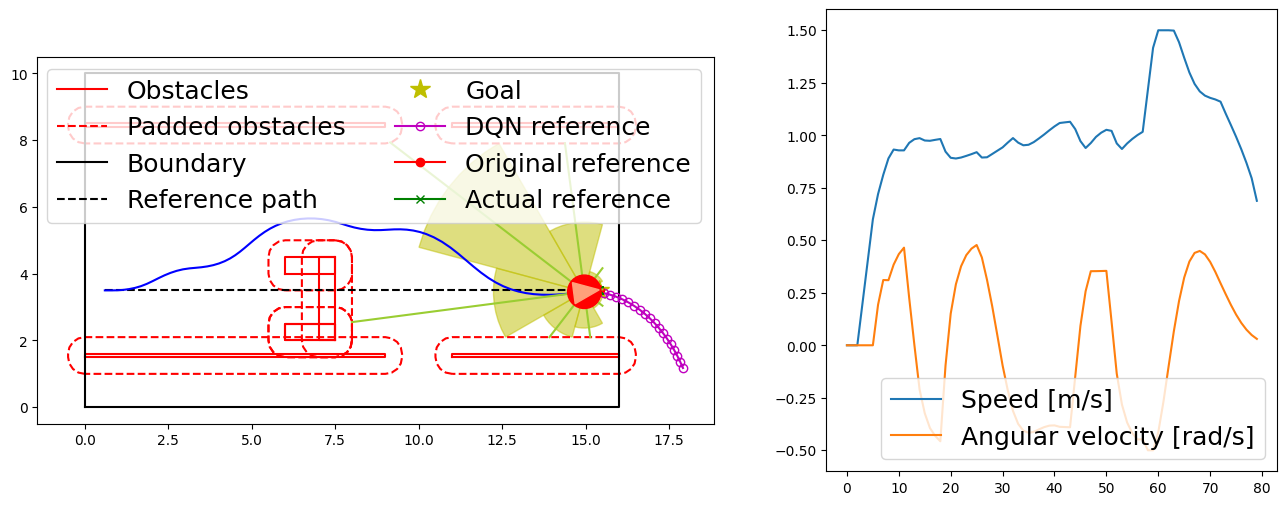 10
8
6
4
2
0
0.0 2.5 5.0 7.5 10.0 12.5 15.0 17.5
Obstacles
Padded obstacles
Boundary
Reference path
Goal
DQN reference
Original reference
Actual reference
1.50
1.25
1.00
0.75
0.50
0.25
0.00
−0.25
−0.50
0 10 20 30 40 50 60 70 80
Speed [m/s]
Angular velocity [rad/s]